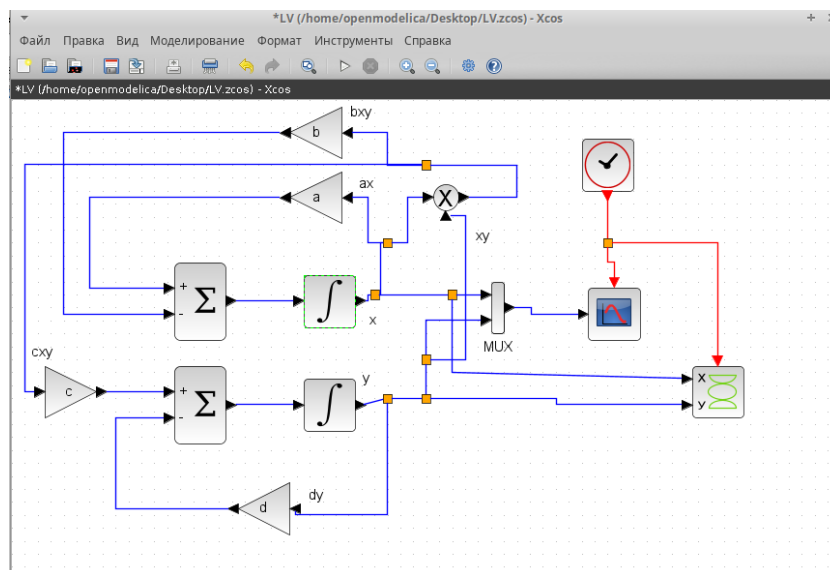 *LV (/home/openmodelica/Desktop/LV.zcos) - Xcos
Файл Правка Вид Моделирование Формат Инструменты Справка
*LV (/home/openmodelica/Desktop/LV.zcos) - Xcos
bxy
b
ax
a
X
xy
+
-
Σ
∫
x
MUX
cxy
c
+
-
Σ
y
∫
x
y
dy
d